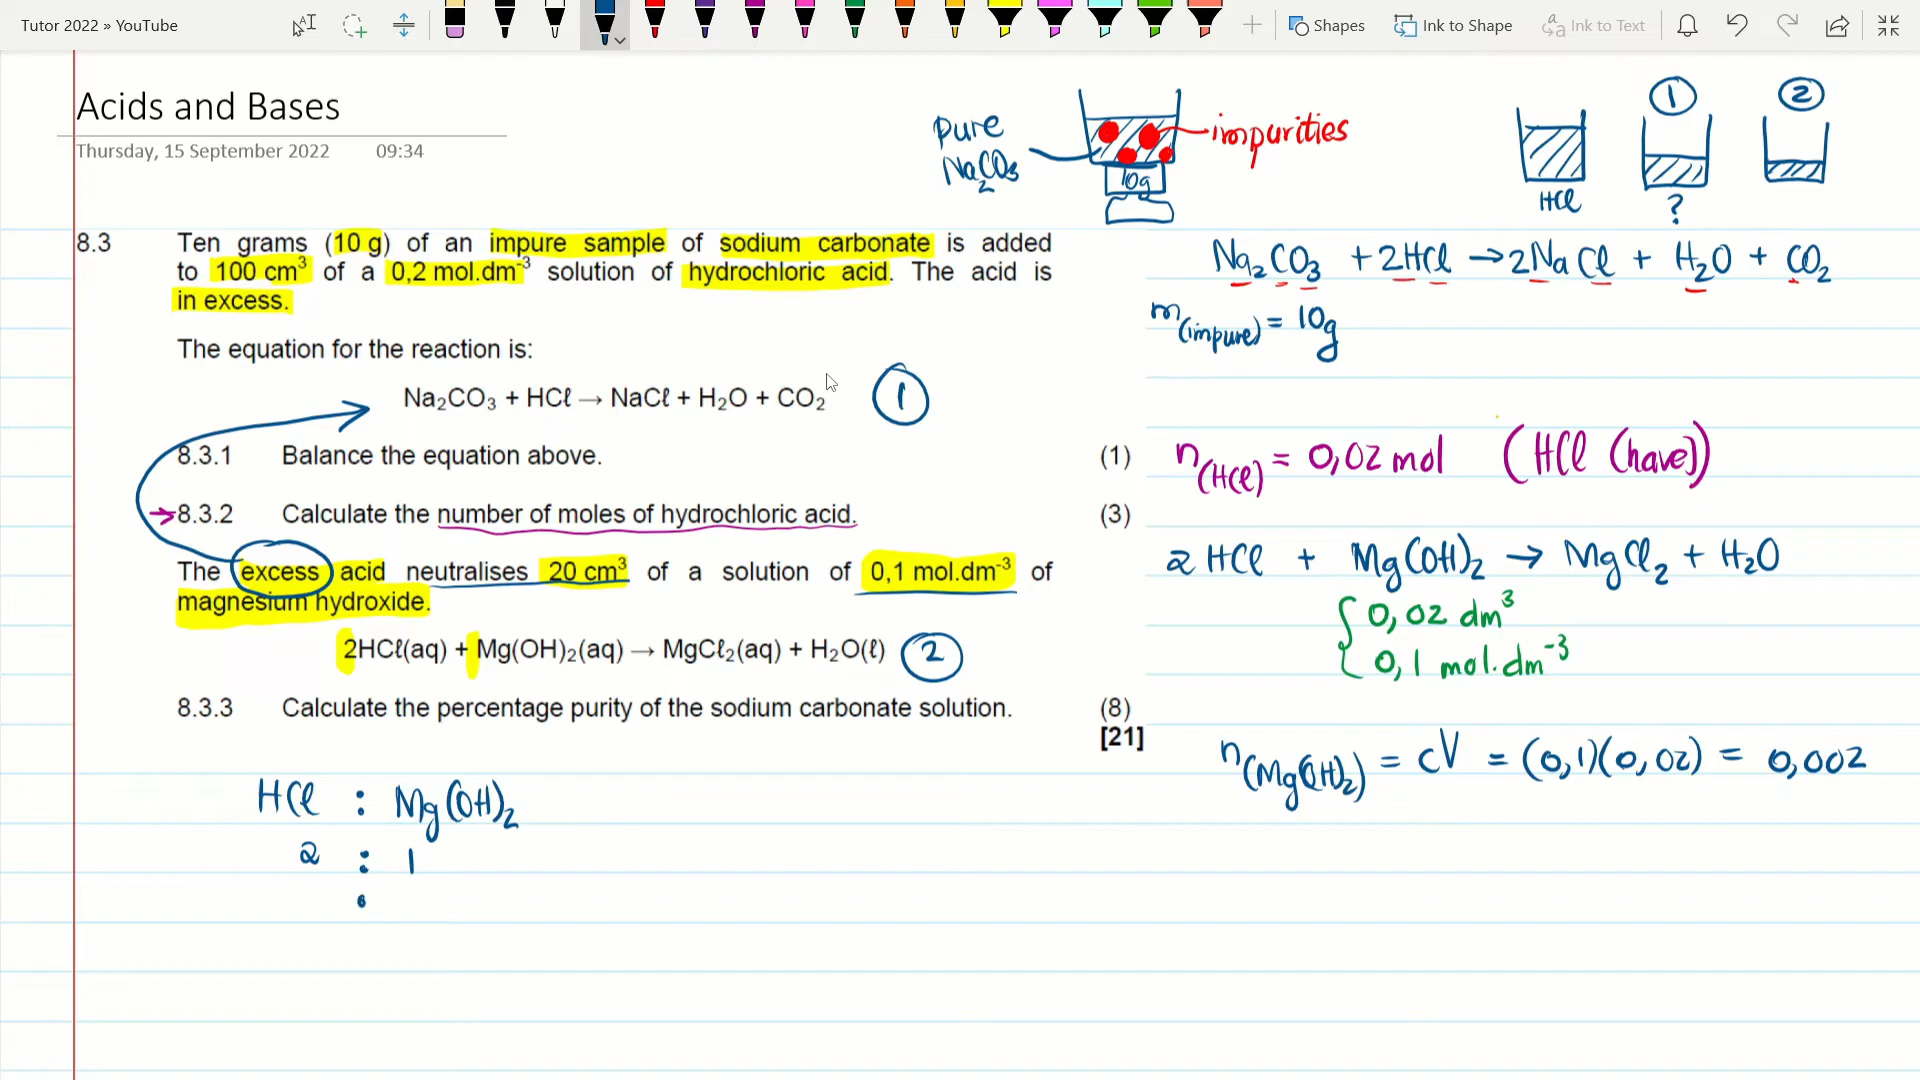 Tutor 2022 » YouTube
Shapes
Ink to Shape
Ink to Text
Acids and Bases
Thursday, 15 September 2022 09:34
pure
Na₂CO₃
impurities
10g
HCl
①
?
②
8.3 Ten grams (10 g) of an impure sample of sodium carbonate is added
to 100 cm³ of a 0,2 mol.dm⁻³ solution of hydrochloric acid. The acid is
in excess.
The equation for the reaction is:
Na₂CO₃ + HCℓ → NaCℓ + H₂O + CO₂ ①
8.3.1 Balance the equation above. (1)
8.3.2 Calculate the number of moles of hydrochloric acid. (3)
The excess acid neutralises 20 cm³ of a solution of 0,1 mol.dm⁻³ of
magnesium hydroxide.
2HCℓ(aq) + Mg(OH)₂(aq) → MgCℓ₂(aq) + H₂O(ℓ) ②
8.3.3 Calculate the percentage purity of the sodium carbonate solution. (8)
[21]
Na₂CO₃ + 2HCl → 2NaCl + H₂O + CO₂
m(impure) = 10g
n(HCl) = 0,02 mol (HCl (have))
2HCl + Mg(OH)₂ → MgCl₂ + H₂O
0,02 dm³
0,1 mol.dm⁻³
n(Mg(OH)₂) = cV = (0,1)(0,02) = 0,002
HCl : Mg(OH)₂
2 : 1